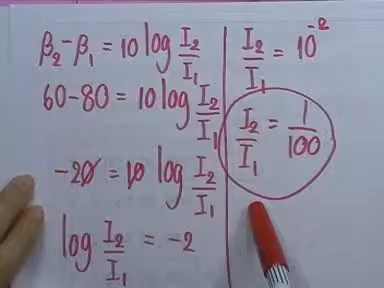 β₂-β₁ = 10 log I₂/I₁
60-80 = 10 log I₂/I₁
-20 = 10 log I₂/I₁
log I₂/I₁ = -2
I₂/I₁ = 10⁻²
I₂/I₁ = 1/100